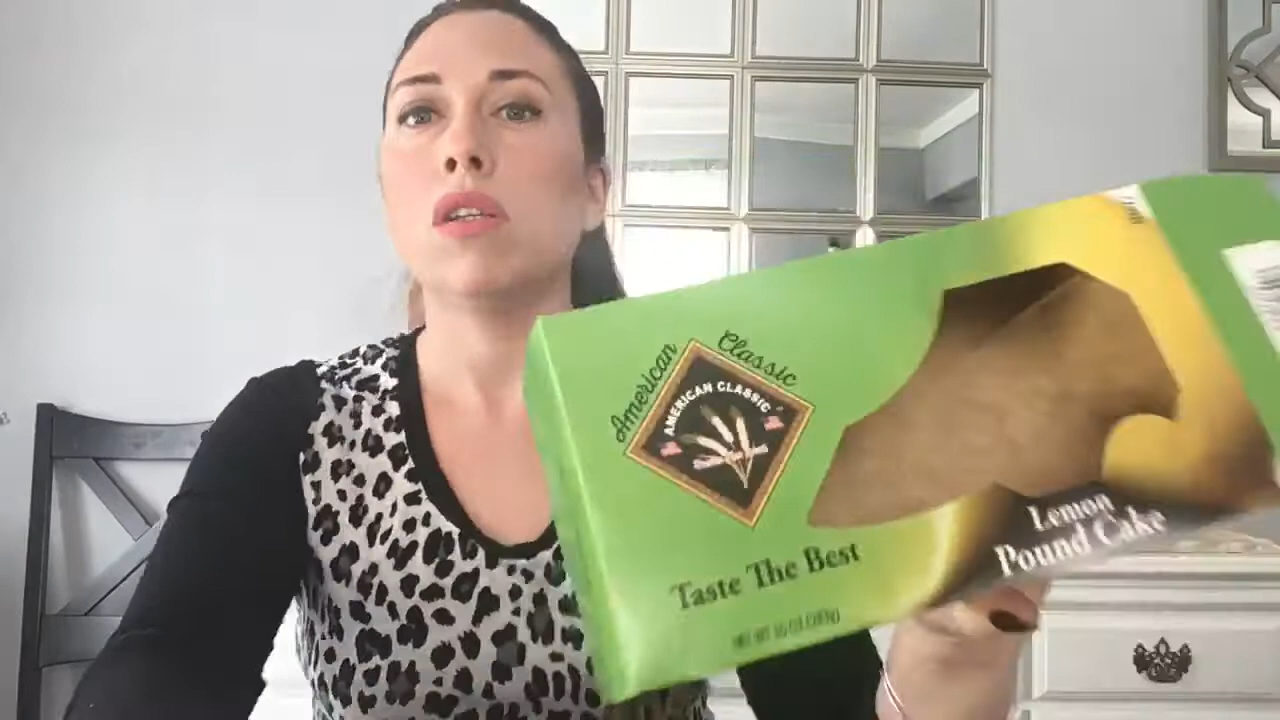 American Classic
AMERICAN CLASSIC
Taste The Best
Lemon
Pound Cake